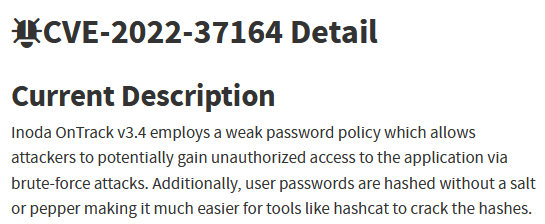 CVE-2022-37164 Detail
Current Description
Inoda OnTrack v3.4 employs a weak password policy which allows
attackers to potentially gain unauthorized access to the application via
brute-force attacks. Additionally, user passwords are hashed without a salt
or pepper making it much easier for tools like hashcat to crack the hashes.